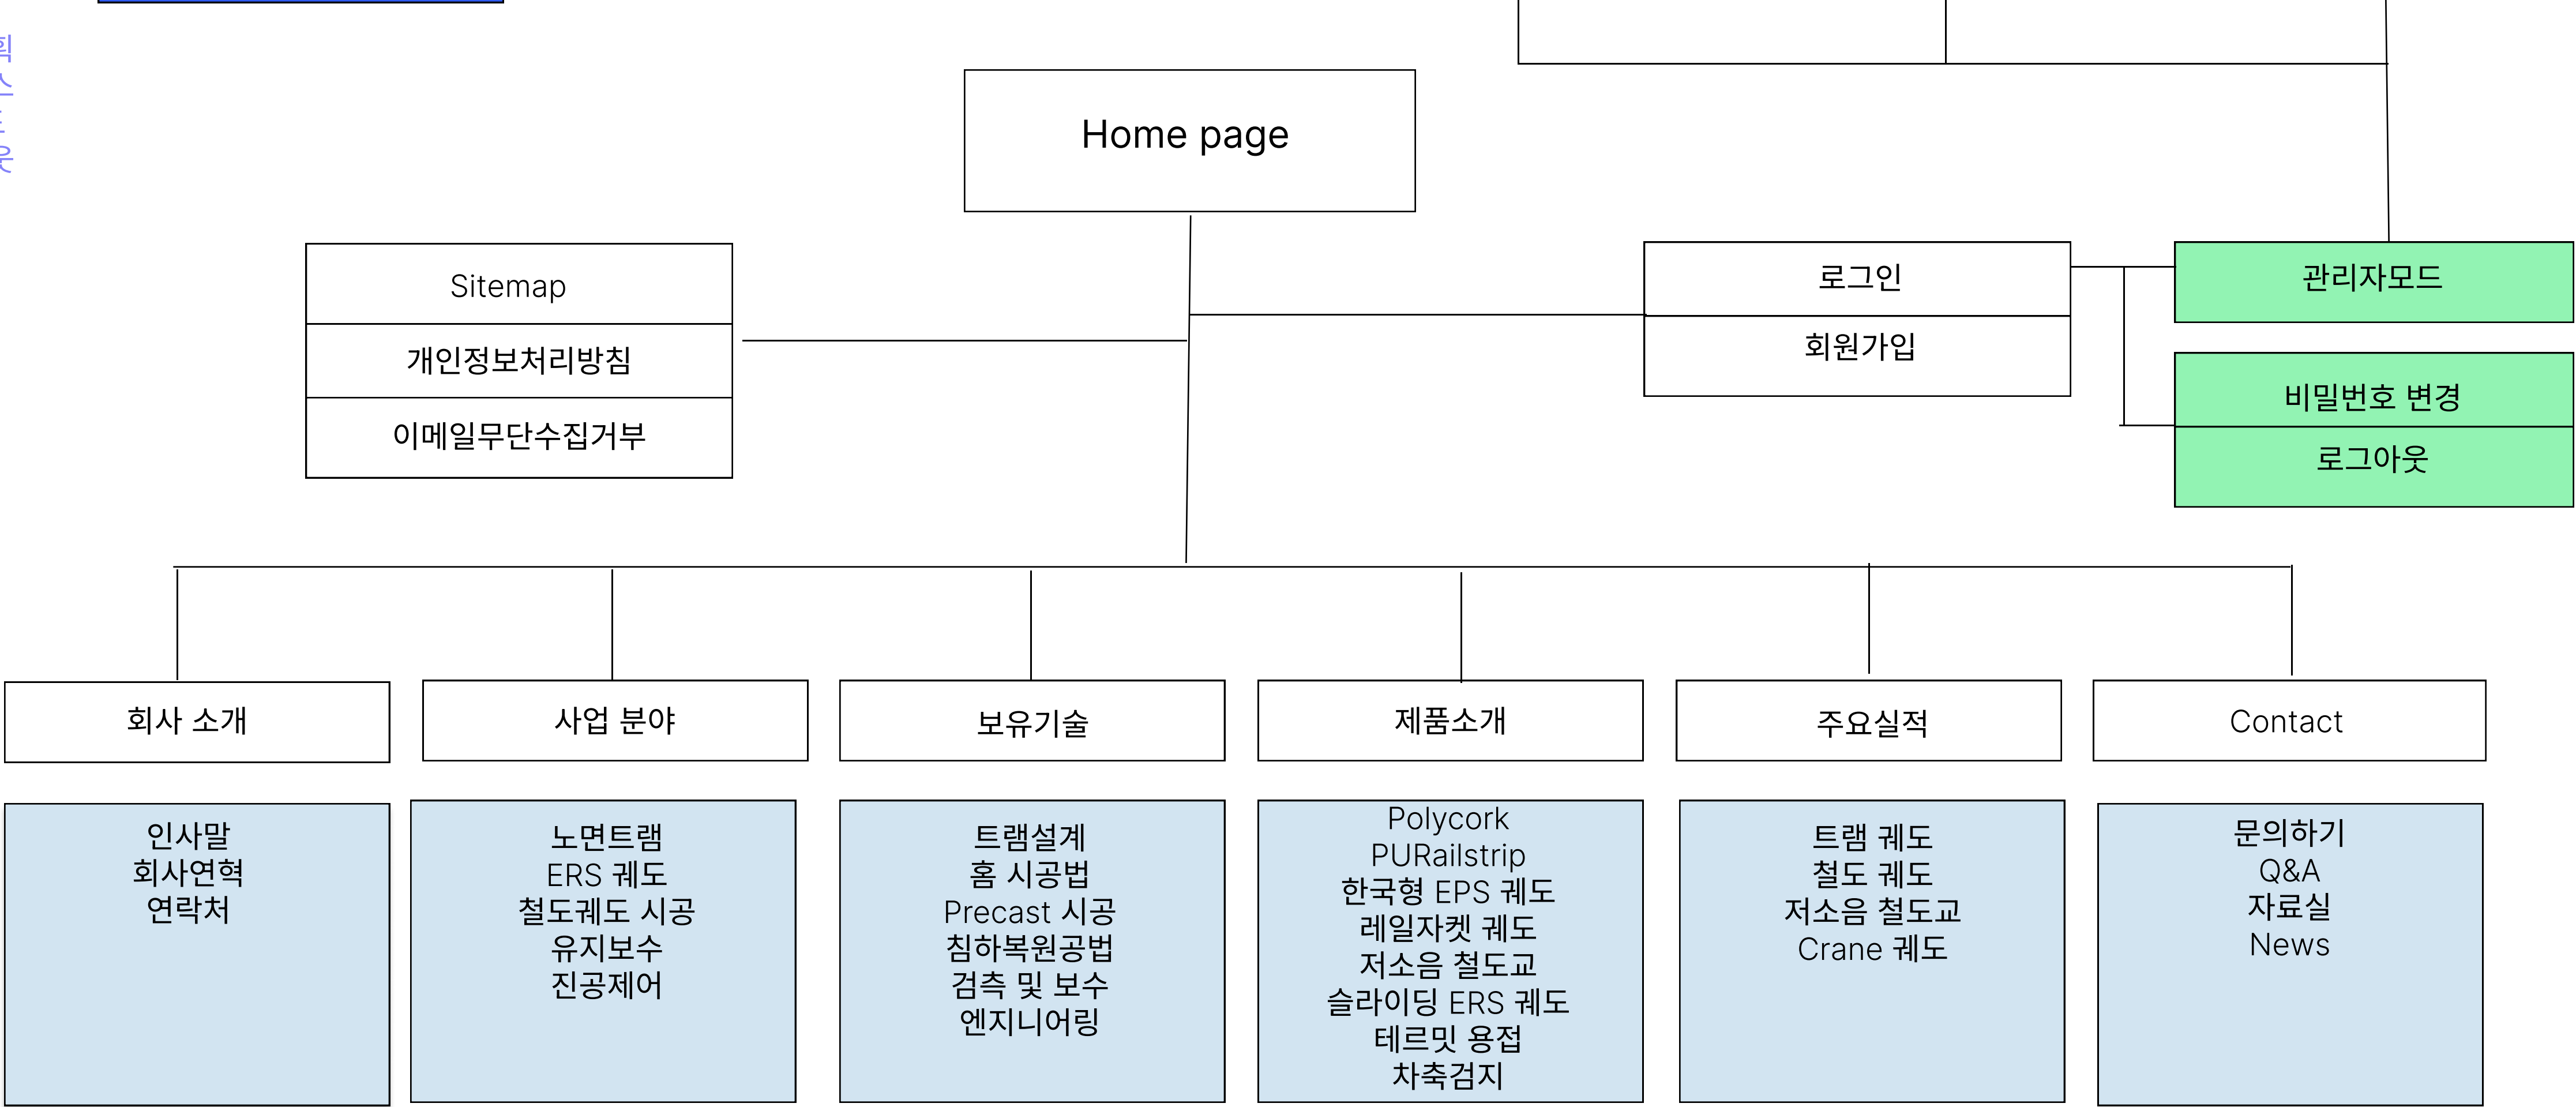 Home page
Sitemap
개인정보처리방침
이메일무단수집거부
로그인
회원가입
관리자모드
비밀번호 변경
로그아웃
회사 소개
사업 분야
보유기술
제품소개
주요실적
Contact
인사말
회사연혁
연락처
노면트램
ERS 궤도
철도궤도 시공
유지보수
진공제어
트램설계
홈 시공법
Precast 시공
침하복원공법
검측 및 보수
엔지니어링
Polycork
PURailstrip
한국형 EPS 궤도
레일자켓 궤도
저소음 철도교
슬라이딩 ERS 궤도
테르밋 용접
차축검지
트램 궤도
철도 궤도
저소음 철도교
Crane 궤도
문의하기
Q&A
자료실
News